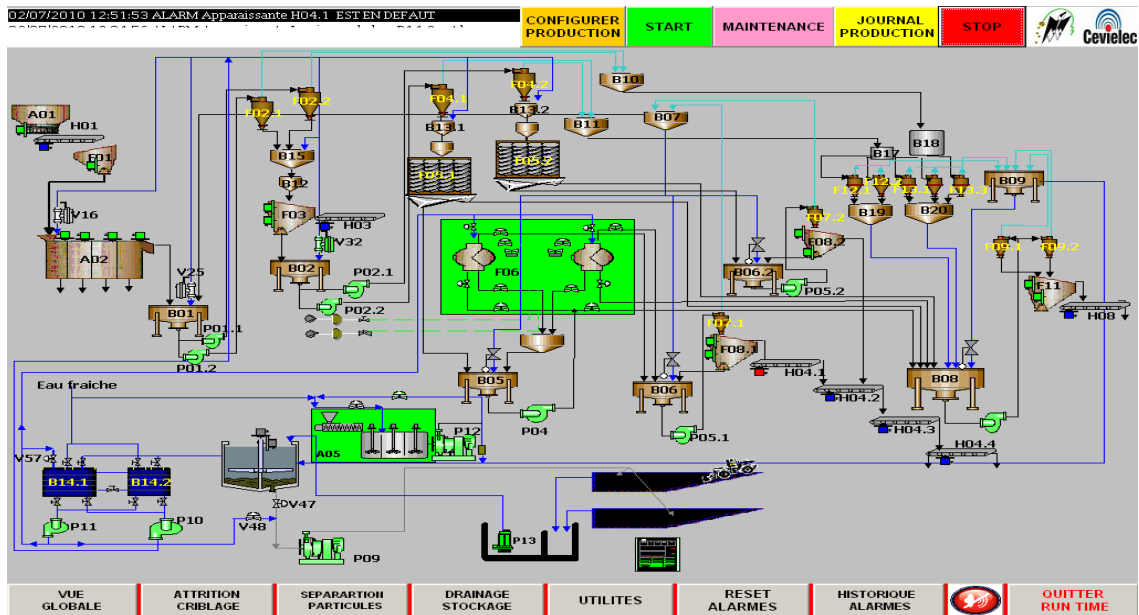 02/07/2010 12:51:53 ALARM Apparaissante H04.1 EST EN DEFAUT
CONFIGURER
PRODUCTION
START
MAINTENANCE
JOURNAL
PRODUCTION
STOP
Cevielec
A01
H01
E01
V16
A02
V25
B01
P01.1
P01.2
F02.1
F02.2
B15
B12
F03
H03
V32
B02
P02.1
P02.2
F04.1
F04.2
B13.1
B13.2
F05.1
F05.2
B10
B11
B07
B17
B18
F12.1
F12.2
F13.1
F13.3
B19
B20
B09
F09.1
F09.2
F11
H08
F07.2
F08.2
B06.2
P05.2
F06
F07.1
F08.1
H04.1
H04.2
H04.3
H04.4
B05
P04
B06
P05.1
B08
Eau fraiche
V573
B14.1
B14.2
P11
P10
V48
V47
P09
A05
P12
P13
VUE
GLOBALE
ATTRITION
CRIBLAGE
SEPARARTION
PARTICULES
DRAINAGE
STOCKAGE
UTILITES
RESET
ALARMES
HISTORIQUE
ALARMES
QUITTER
RUN TIME